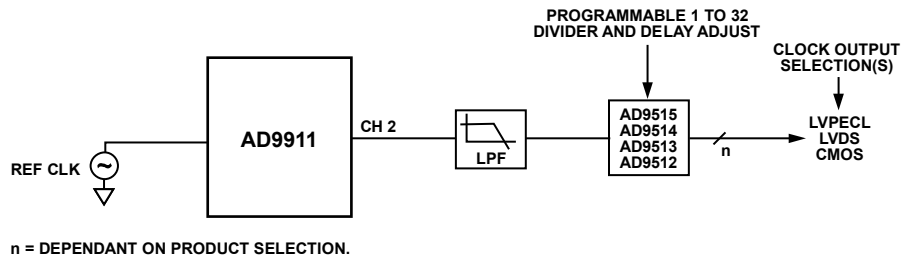 PROGRAMMABLE 1 TO 32
DIVIDER AND DELAY ADJUST
CLOCK OUTPUT
SELECTION(S)
REF CLK
~
AD9911
CH 2
LPF
AD9515
AD9514
AD9513
AD9512
n
LVPECL
LVDS
CMOS
n = DEPENDANT ON PRODUCT SELECTION.